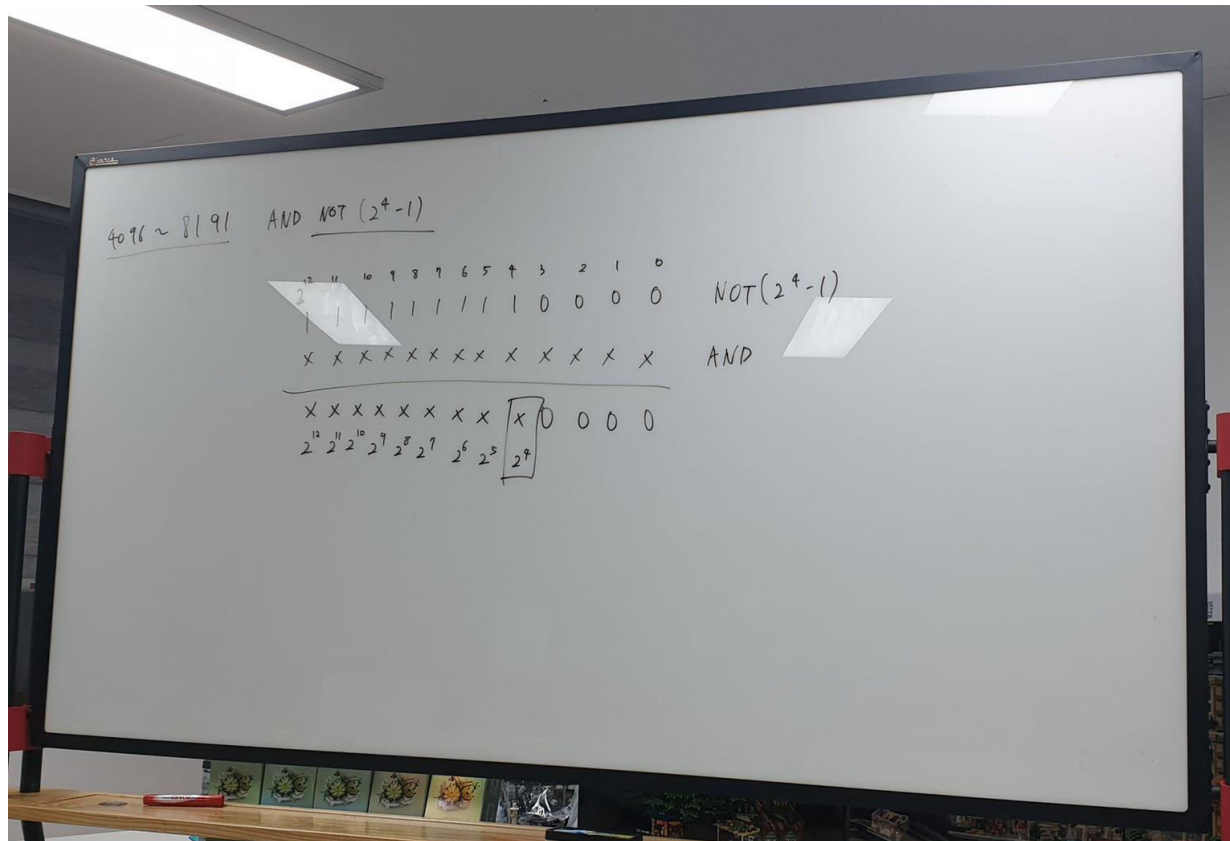 4096 ~ 8191 AND NOT (2⁴-1)
2¹² ¹¹ ¹⁰ ⁹ ⁸ ⁷ ⁶ ⁵ ⁴ ³ ² ¹ ⁰
1 1 1 1 1 1 1 1 1 0 0 0 0 NOT(2⁴-1)
x x x x x x x x x x x x x AND
x x x x x x x x x 0 0 0 0
2¹² 2¹¹ 2¹⁰ 2⁹ 2⁸ 2⁷ 2⁶ 2⁵ 2⁴